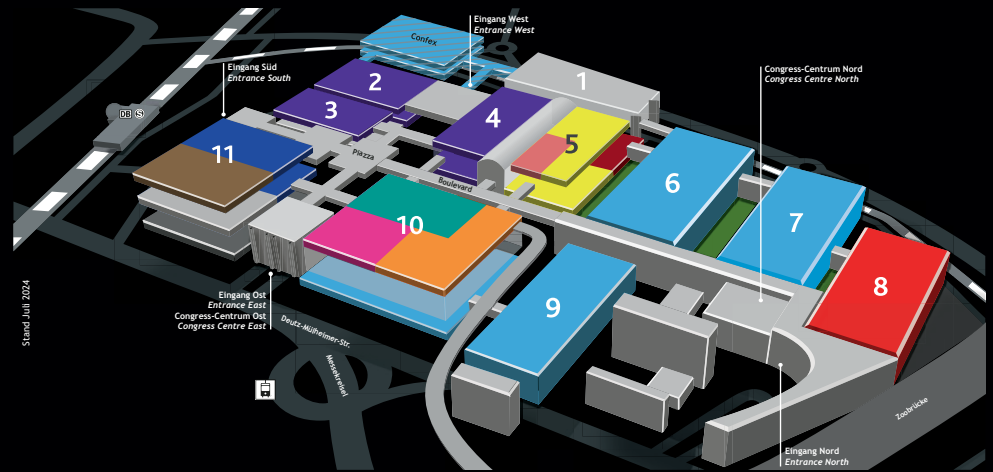 Confex
Eingang West
Entrance West
Eingang Süd
Entrance South
Congress-Centrum Nord
Congress Centre North
DB S
1
2
3
4
5
6
7
8
9
10
11
Piazza
Boulevard
Eingang Ost
Entrance East
Congress-Centrum Ost
Congress Centre East
Deutz-Mülheimer-Str.
Messekreisel
Zoobrücke
Eingang Nord
Entrance North
Stand Juli 2024